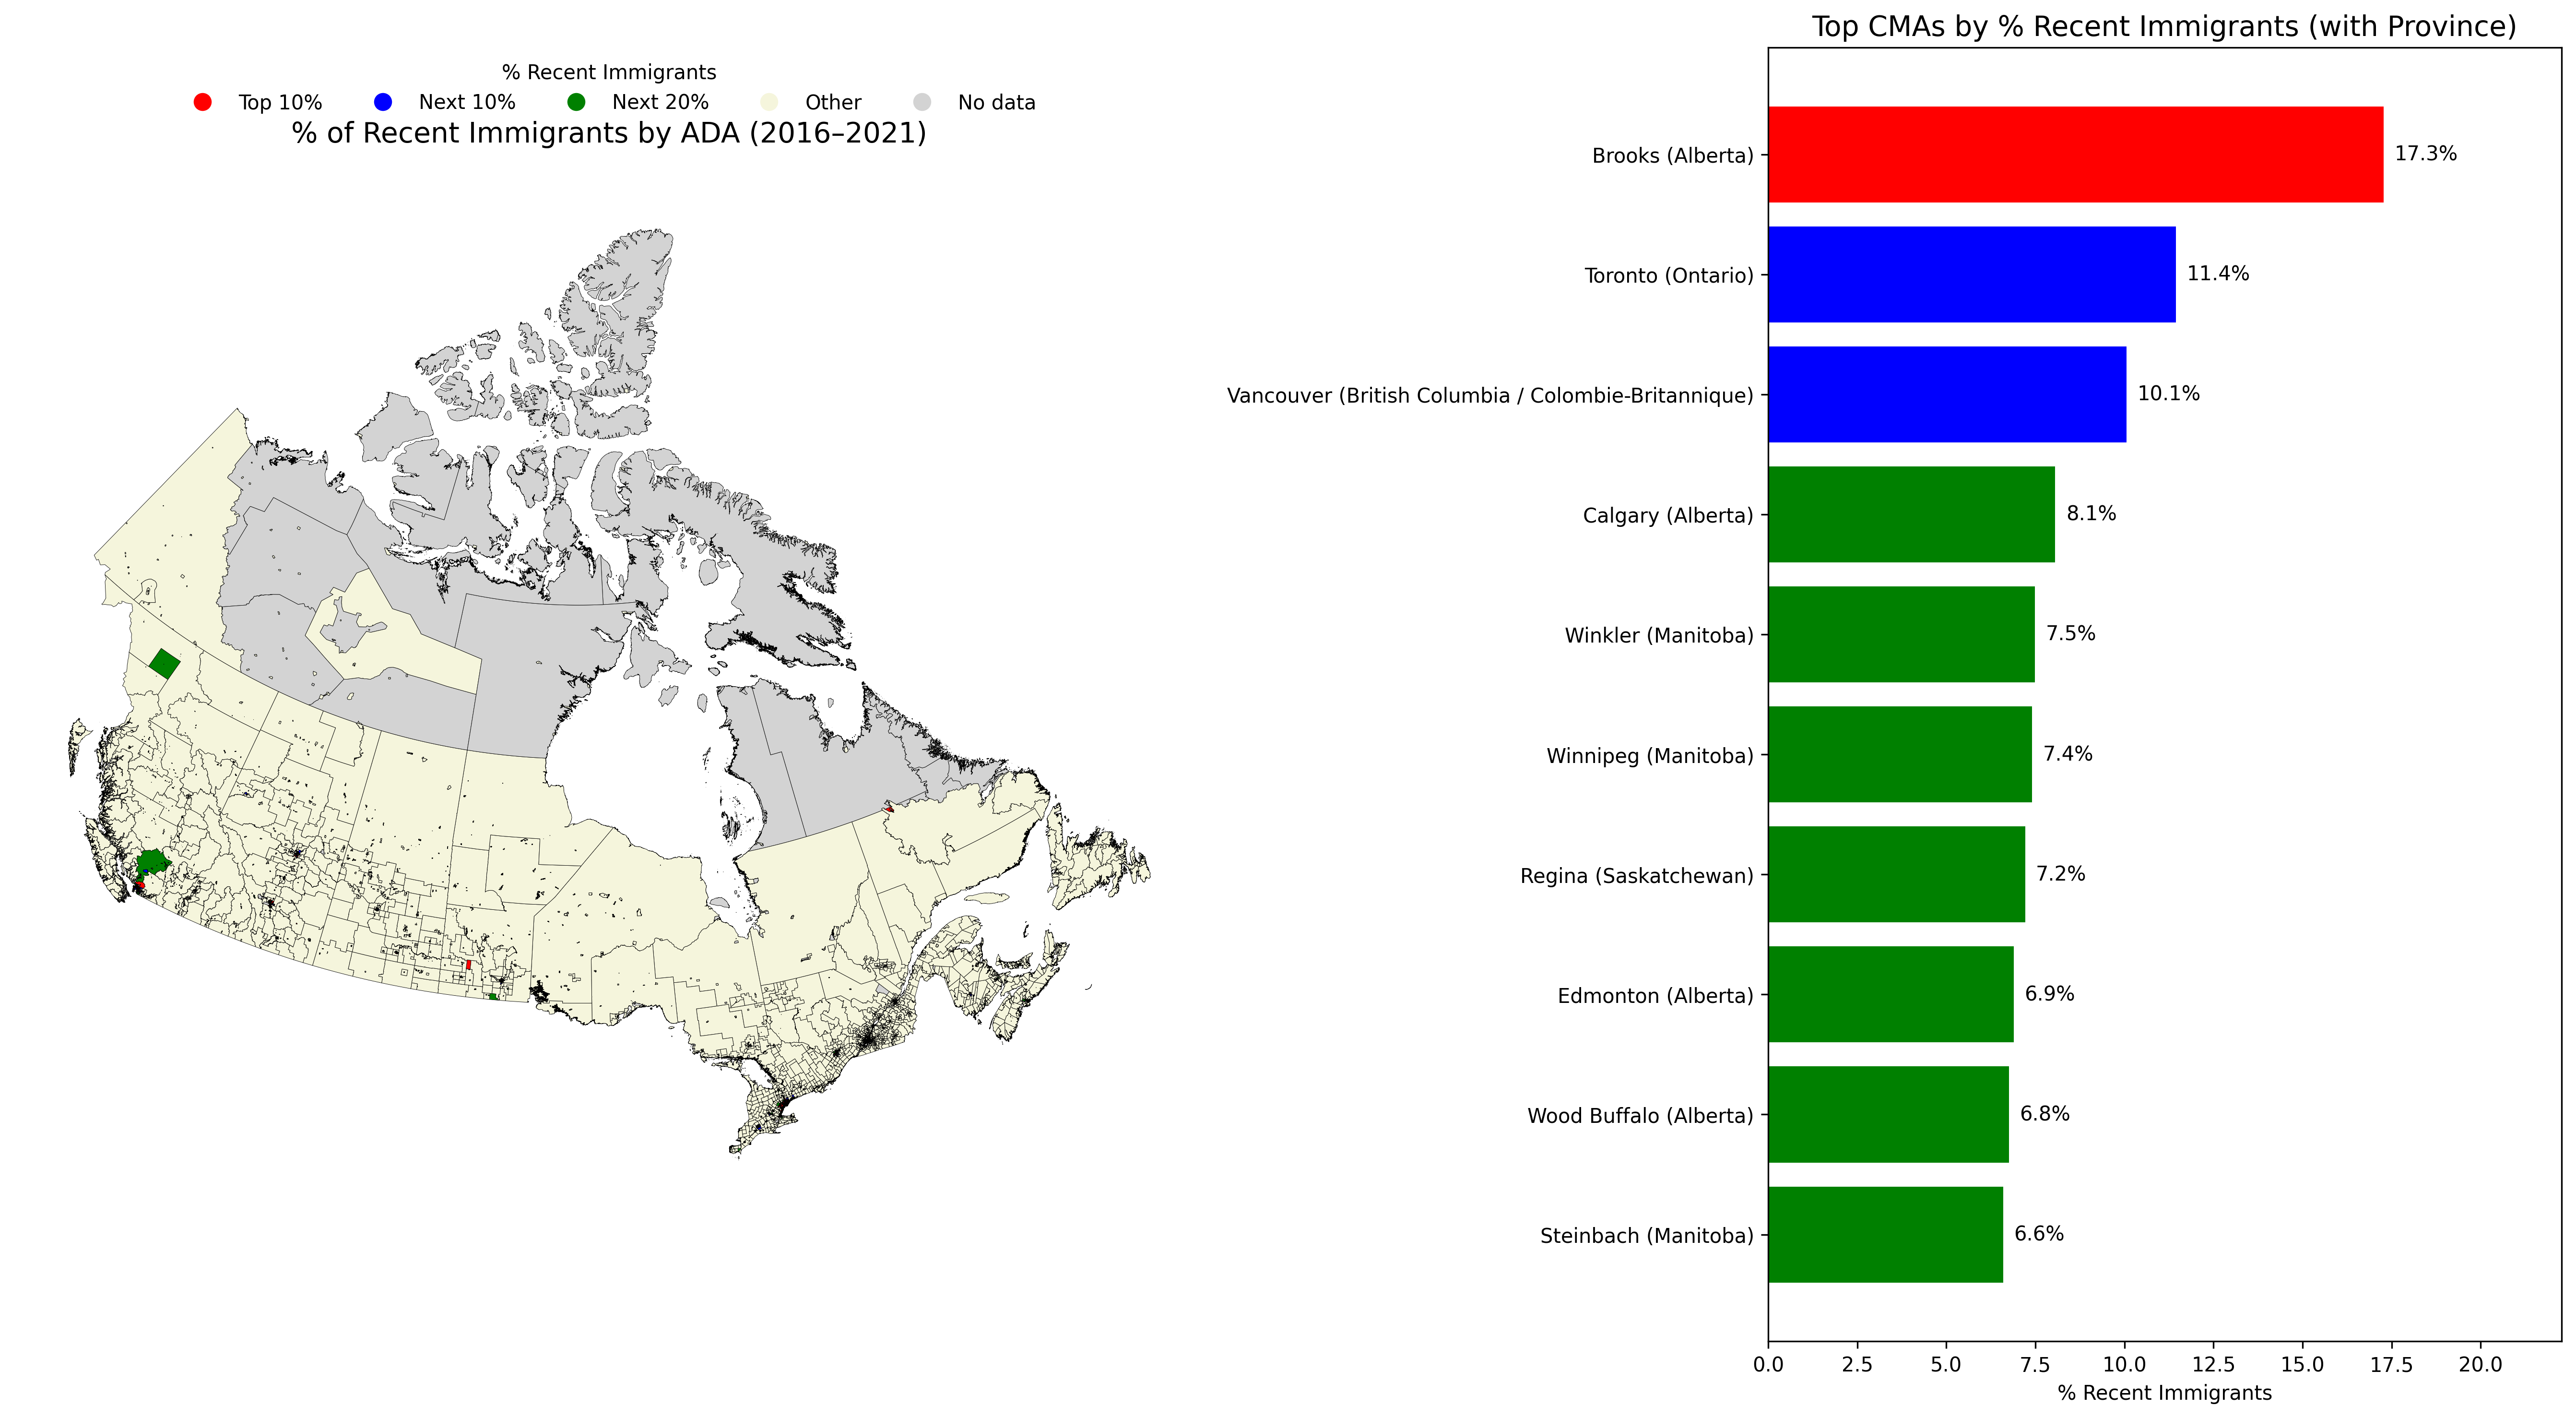 % Recent Immigrants
Top 10% Next 10% Next 20% Other No data
% of Recent Immigrants by ADA (2016–2021)
Top CMAs by % Recent Immigrants (with Province)
Brooks (Alberta) 17.3%
Toronto (Ontario) 11.4%
Vancouver (British Columbia / Colombie-Britannique) 10.1%
Calgary (Alberta) 8.1%
Winkler (Manitoba) 7.5%
Winnipeg (Manitoba) 7.4%
Regina (Saskatchewan) 7.2%
Edmonton (Alberta) 6.9%
Wood Buffalo (Alberta) 6.8%
Steinbach (Manitoba) 6.6%
0.0 2.5 5.0 7.5 10.0 12.5 15.0 17.5 20.0
% Recent Immigrants